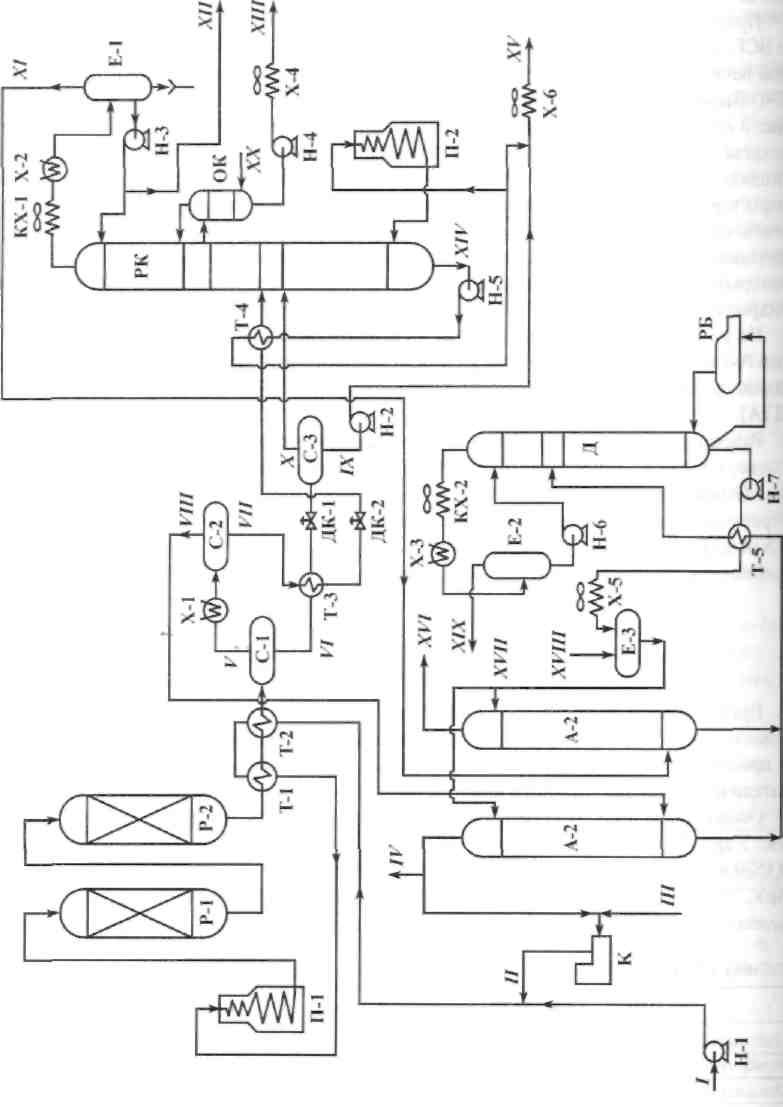 XI
КХ-1
Х-2
Е-1
Р-1
Р-2
V
Х-1
VIII
С-2
РК
Н-3
XII
VII
Т-4
ОК
С-1
XX
XIII
Т-1
Т-2
Х-4
Н-4
X
С-3
П-1
VI
Т-3
ДК-1
IX
ДК-2
Н-2
XIV
Н-5
П-2
IV
XVI
XIX
Х-3
КХ-2
XV
II
XVII
Е-2
Х-6
А-2
А-2
XVIII
Д
К
III
Е-3
Х-5
Н-6
I
Н-1
Т-5
Н-7
РБ